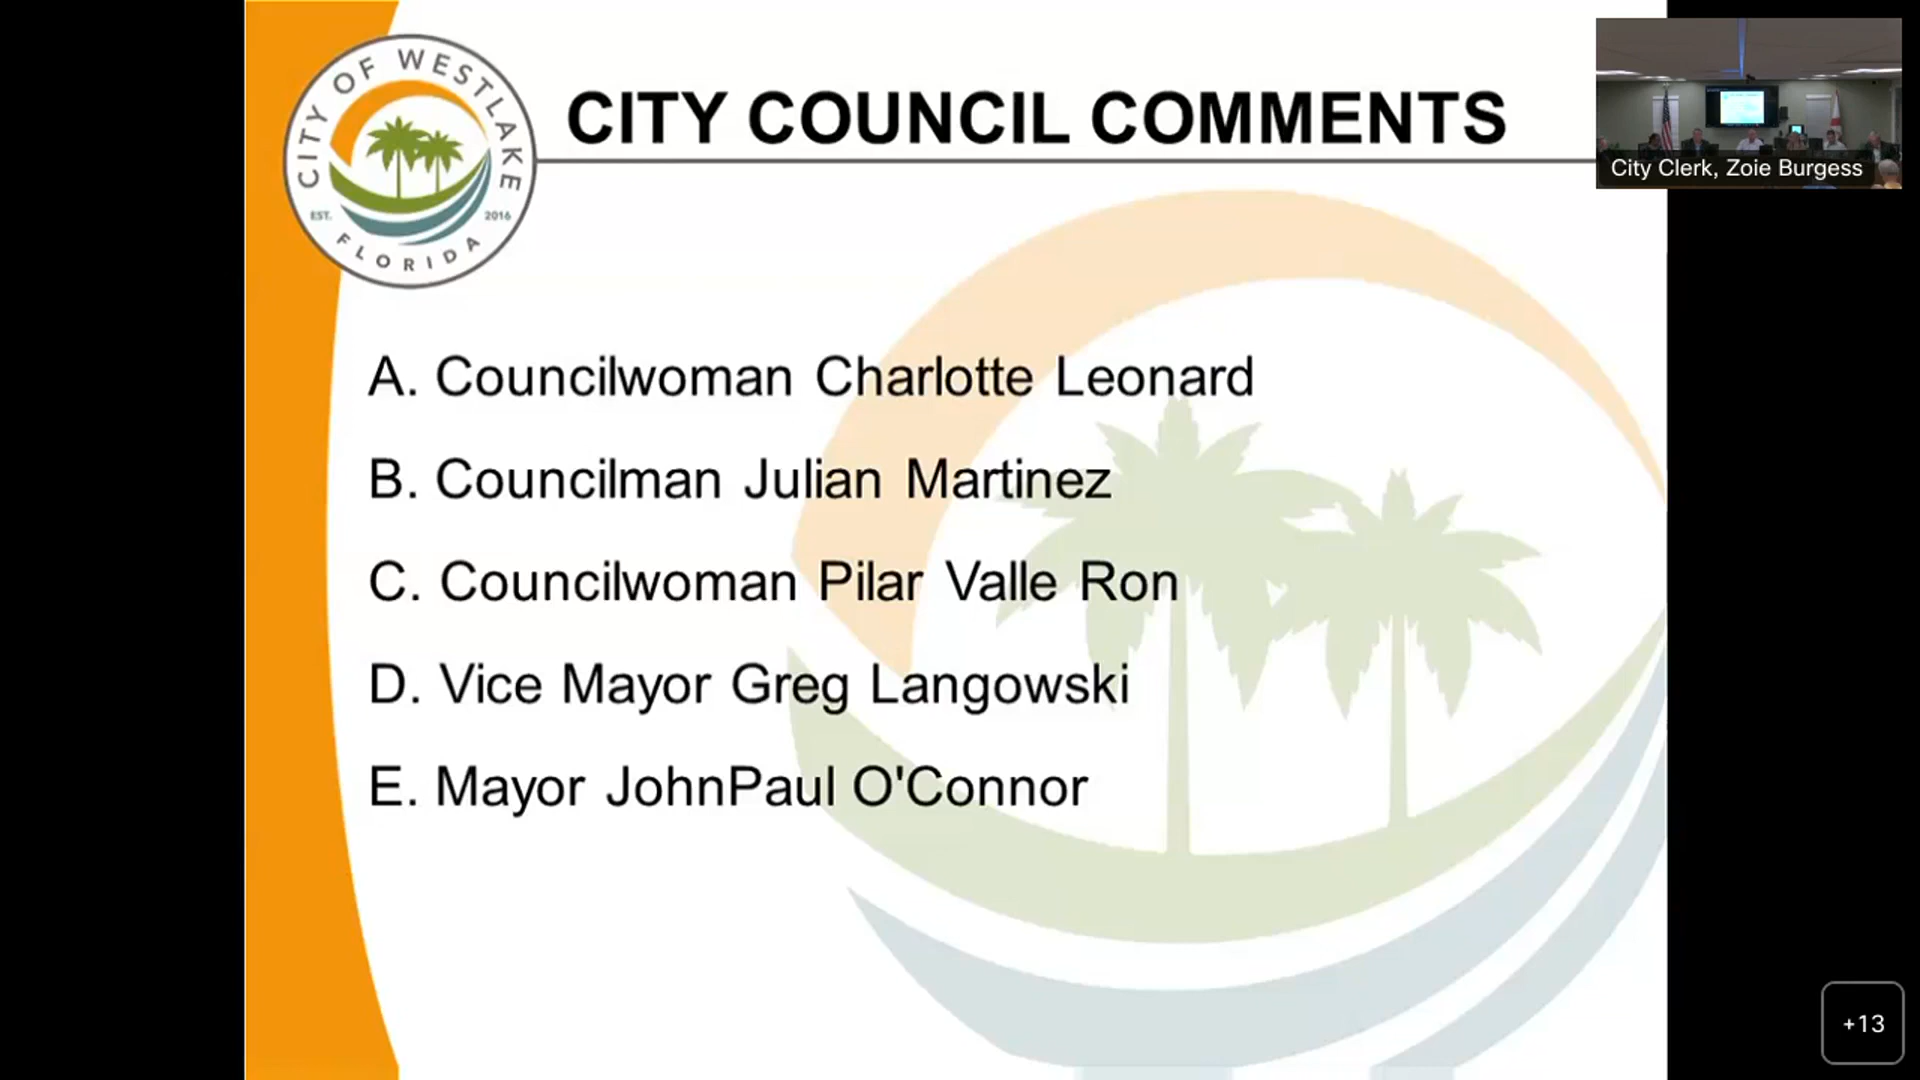 CITY OF WESTLAKE
EST. 2016
FLORIDA
CITY COUNCIL COMMENTS
City Clerk, Zoie Burgess
A. Councilwoman Charlotte Leonard
B. Councilman Julian Martinez
C. Councilwoman Pilar Valle Ron
D. Vice Mayor Greg Langowski
E. Mayor JohnPaul O'Connor
+13